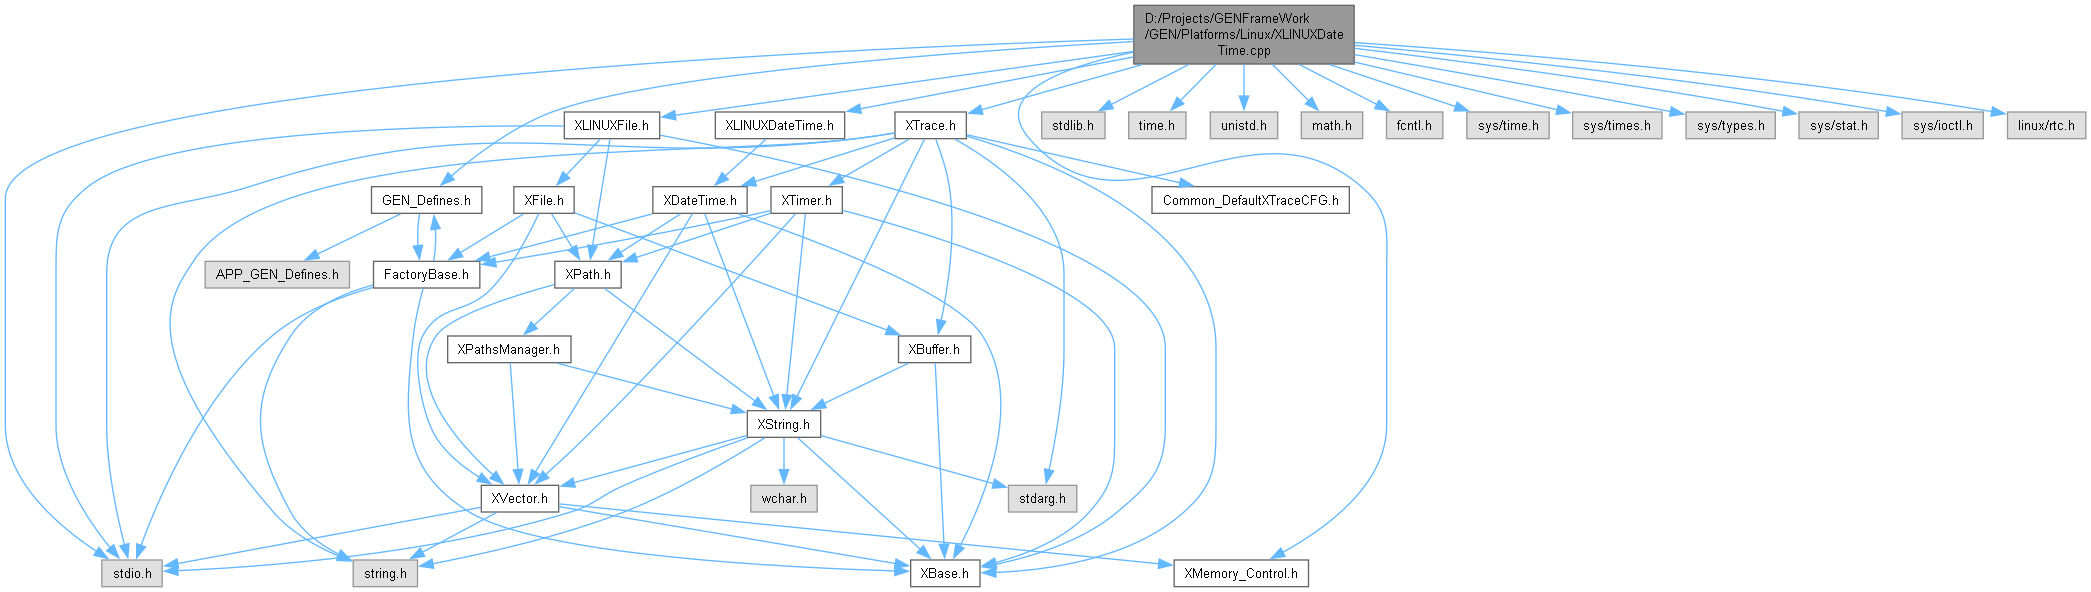 D:/Projects/GENFrameWork
/GEN/Platforms/Linux/XLINUXDate
Time.cpp
XLINUXFile.h
XLINUXDateTime.h
XTrace.h
stdlib.h
time.h
unistd.h
math.h
fcntl.h
sys/time.h
sys/times.h
sys/types.h
sys/stat.h
sys/ioctl.h
linux/rtc.h
GEN_Defines.h
XFile.h
XDateTime.h
XTimer.h
Common_DefaultXTraceCFG.h
APP_GEN_Defines.h
FactoryBase.h
XPath.h
XPathsManager.h
XBuffer.h
XString.h
XVector.h
wchar.h
stdarg.h
stdio.h
string.h
XBase.h
XMemory_Control.h